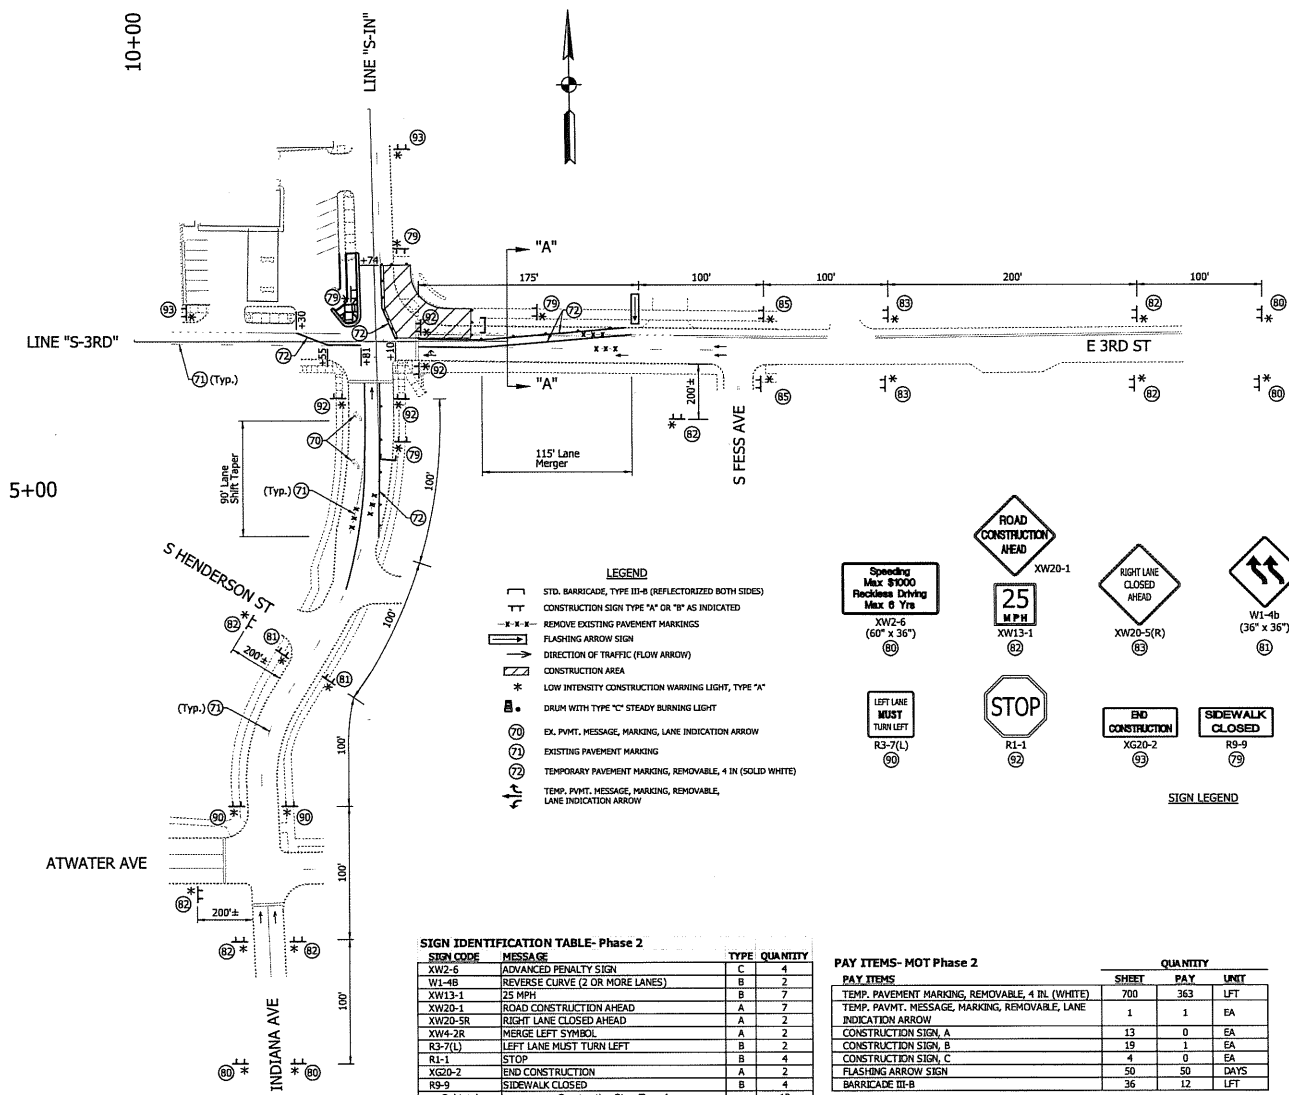 10+00
LINE "S-IN"
93
79
"A"
+74
175'
100'
100'
200'
100'
93
79
+30
72
92
79
72
85
83
82
80
LINE "S-3RD"
72
+55
+81
+10
E 3RD ST
71 (Typ.)
92
"A"
92
92
200'±
82
85
83
82
80
70
79
S FESS AVE
90' Lane
Shift Taper
100'
115' Lane
Merger
5+00
(Typ.) 71
72
S HENDERSON ST
82
81
200'±
100'
81
(Typ.) 71
100'
90
90
ATWATER AVE
100'
82
200'±
82
82
100'
INDIANA AVE
80
80
LEGEND
STD. BARRICADE, TYPE III-B (REFLECTORIZED BOTH SIDES)
CONSTRUCTION SIGN TYPE "A" OR "B" AS INDICATED
REMOVE EXISTING PAVEMENT MARKINGS
FLASHING ARROW SIGN
DIRECTION OF TRAFFIC (FLOW ARROW)
CONSTRUCTION AREA
LOW INTENSITY CONSTRUCTION WARNING LIGHT, TYPE "A"
DRUM WITH TYPE "C" STEADY BURNING LIGHT
70 EX. PVMT. MESSAGE, MARKING, LANE INDICATION ARROW
71 EXISTING PAVEMENT MARKING
72 TEMPORARY PAVEMENT MARKING, REMOVABLE, 4 IN (SOLID WHITE)
TEMP. PVMT. MESSAGE, MARKING, REMOVABLE,
LANE INDICATION ARROW
Speeding
Max $1000
Reckless Driving
Max 6 Yrs
XW2-6
(60" x 36")
80
ROAD
CONSTRUCTION
AHEAD
XW20-1
25
MPH
XW13-1
82
RIGHT LANE
CLOSED
AHEAD
XW20-5(R)
83
W1-4b
(36" x 36")
81
LEFT LANE
MUST
TURN LEFT
R3-7(L)
90
STOP
R1-1
92
END
CONSTRUCTION
XG20-2
93
SIDEWALK
CLOSED
R9-9
79
SIGN LEGEND
SIGN IDENTIFICATION TABLE- Phase 2
SIGN CODE MESSAGE TYPE QUANTITY
XW2-6 ADVANCED PENALTY SIGN C 4
W1-4B REVERSE CURVE (2 OR MORE LANES) B 2
XW13-1 25 MPH B 7
XW20-1 ROAD CONSTRUCTION AHEAD A 7
XW20-5R RIGHT LANE CLOSED AHEAD A 2
XW4-2R MERGE LEFT SYMBOL A 2
R3-7(L) LEFT LANE MUST TURN LEFT B 2
R1-1 STOP B 4
XG20-2 END CONSTRUCTION A 2
R9-9 SIDEWALK CLOSED B 4
PAY ITEMS- MOT Phase 2
QUANTITY
PAY ITEMS SHEET PAY UNIT
TEMP. PAVEMENT MARKING, REMOVABLE, 4 IN. (WHITE) 700 363 LFT
TEMP. PAVMT. MESSAGE, MARKING, REMOVABLE, LANE
INDICATION ARROW 1 1 EA
CONSTRUCTION SIGN, A 13 0 EA
CONSTRUCTION SIGN, B 19 1 EA
CONSTRUCTION SIGN, C 4 0 EA
FLASHING ARROW SIGN 50 50 DAYS
BARRICADE III-B 36 12 LFT